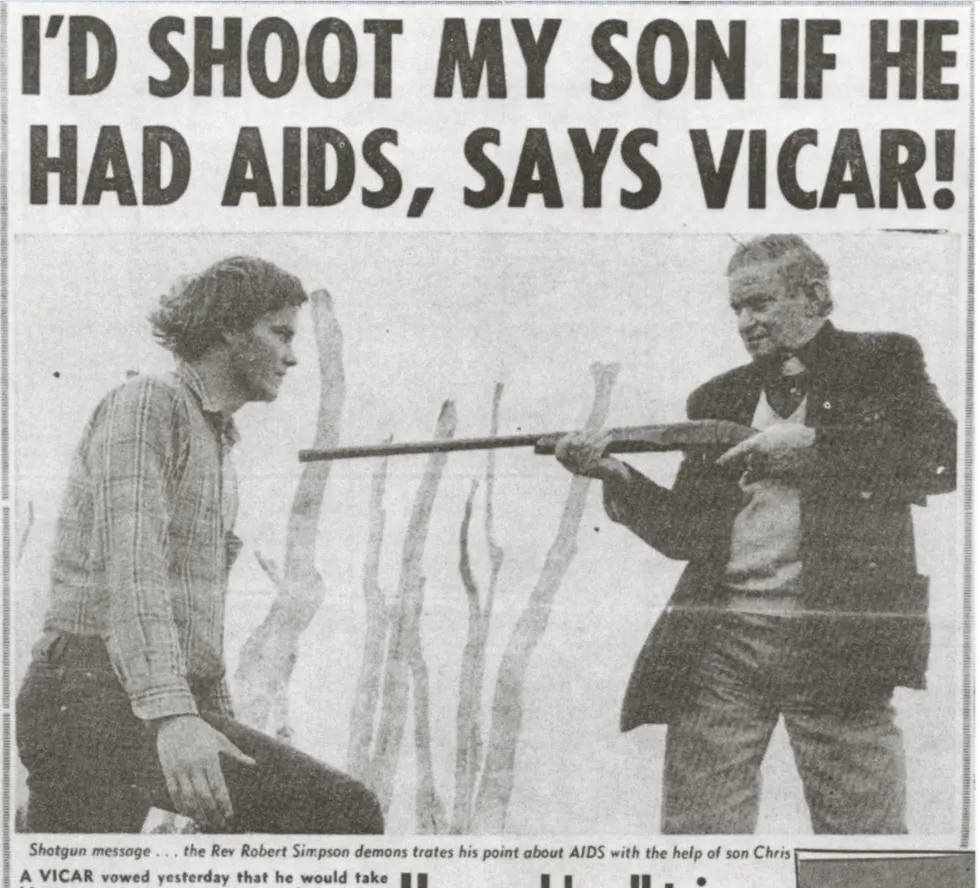 I'D SHOOT MY SON IF HE
HAD AIDS, SAYS VICAR!
Shotgun message . . . the Rev Robert Simpson demons trates his point about AIDS with the help of son Chris
A VICAR vowed yesterday that he would take